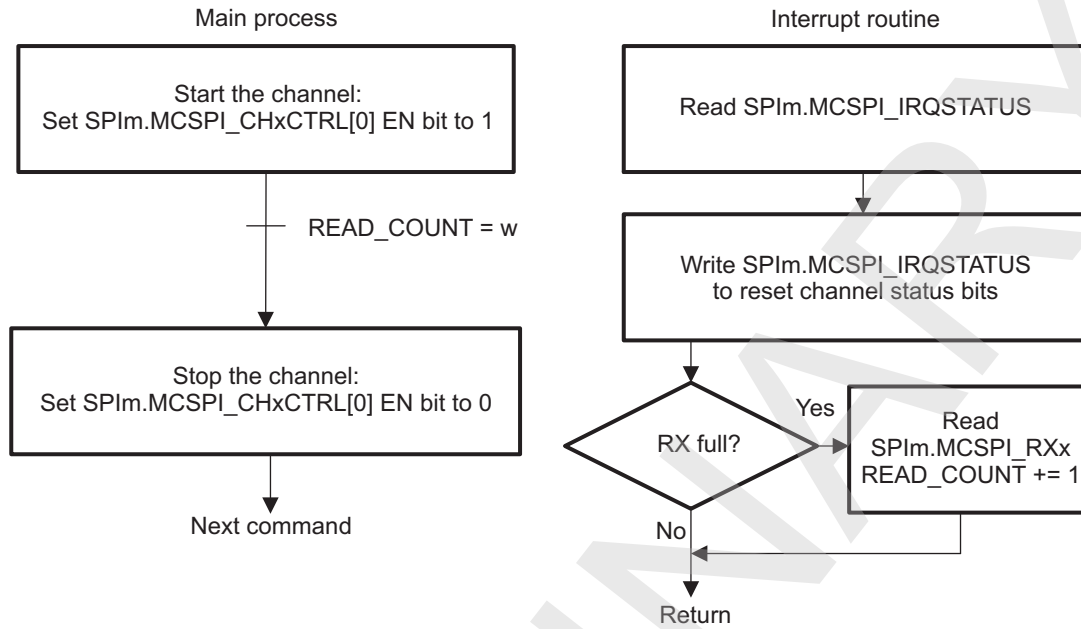 Main process
Start the channel:
Set SPIm.MCSPI_CHxCTRL[0] EN bit to 1
READ_COUNT = w
Stop the channel:
Set SPIm.MCSPI_CHxCTRL[0] EN bit to 0
Next command
Interrupt routine
Read SPIm.MCSPI_IRQSTATUS
Write SPIm.MCSPI_IRQSTATUS
to reset channel status bits
RX full?
Yes
Read
SPIm.MCSPI_RXx
READ_COUNT += 1
No
Return